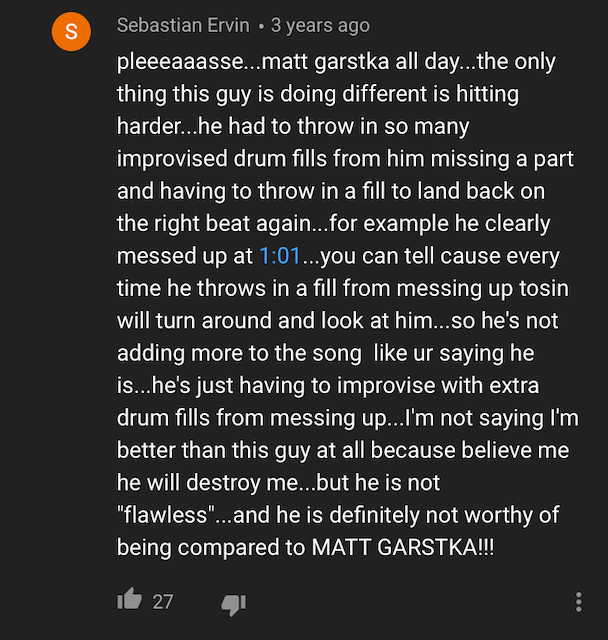 S
Sebastian Ervin • 3 years ago
pleeeaaasse...matt garstka all day...the only
thing this guy is doing different is hitting
harder...he had to throw in so many
improvised drum fills from him missing a part
and having to throw in a fill to land back on
the right beat again...for example he clearly
messed up at 1:01...you can tell cause every
time he throws in a fill from messing up tosin
will turn around and look at him...so he's not
adding more to the song  like ur saying he
is...he's just having to improvise with extra
drum fills from messing up...I'm not saying I'm
better than this guy at all because believe me
he will destroy me...but he is not
"flawless"...and he is definitely not worthy of
being compared to MATT GARSTKA!!!
27